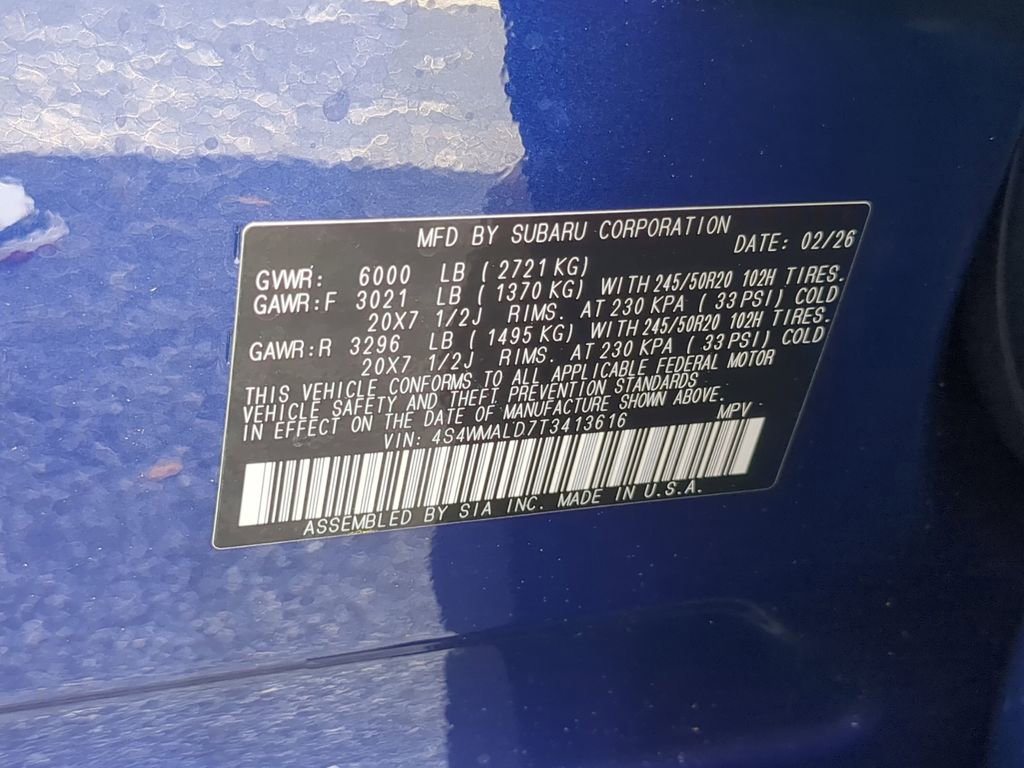 MFD BY SUBARU CORPORATION DATE: 02/26
GVWR: 6000 LB ( 2721 KG)
GAWR:F 3021 LB ( 1370 KG) WITH 245/50R20 102H TIRES.
20X7 1/2J RIMS. AT 230 KPA ( 33 PSI) COLD
GAWR:R 3296 LB ( 1495 KG) WITH 245/50R20 102H TIRES.
20X7 1/2J RIMS. AT 230 KPA ( 33 PSI) COLD
THIS VEHICLE CONFORMS TO ALL APPLICABLE FEDERAL MOTOR
VEHICLE SAFETY AND THEFT PREVENTION STANDARDS
IN EFFECT ON THE DATE OF MANUFACTURE SHOWN ABOVE.
VIN: 4S4WMALD7T3413616 MPV
ASSEMBLED BY SIA INC. MADE IN U.S.A.